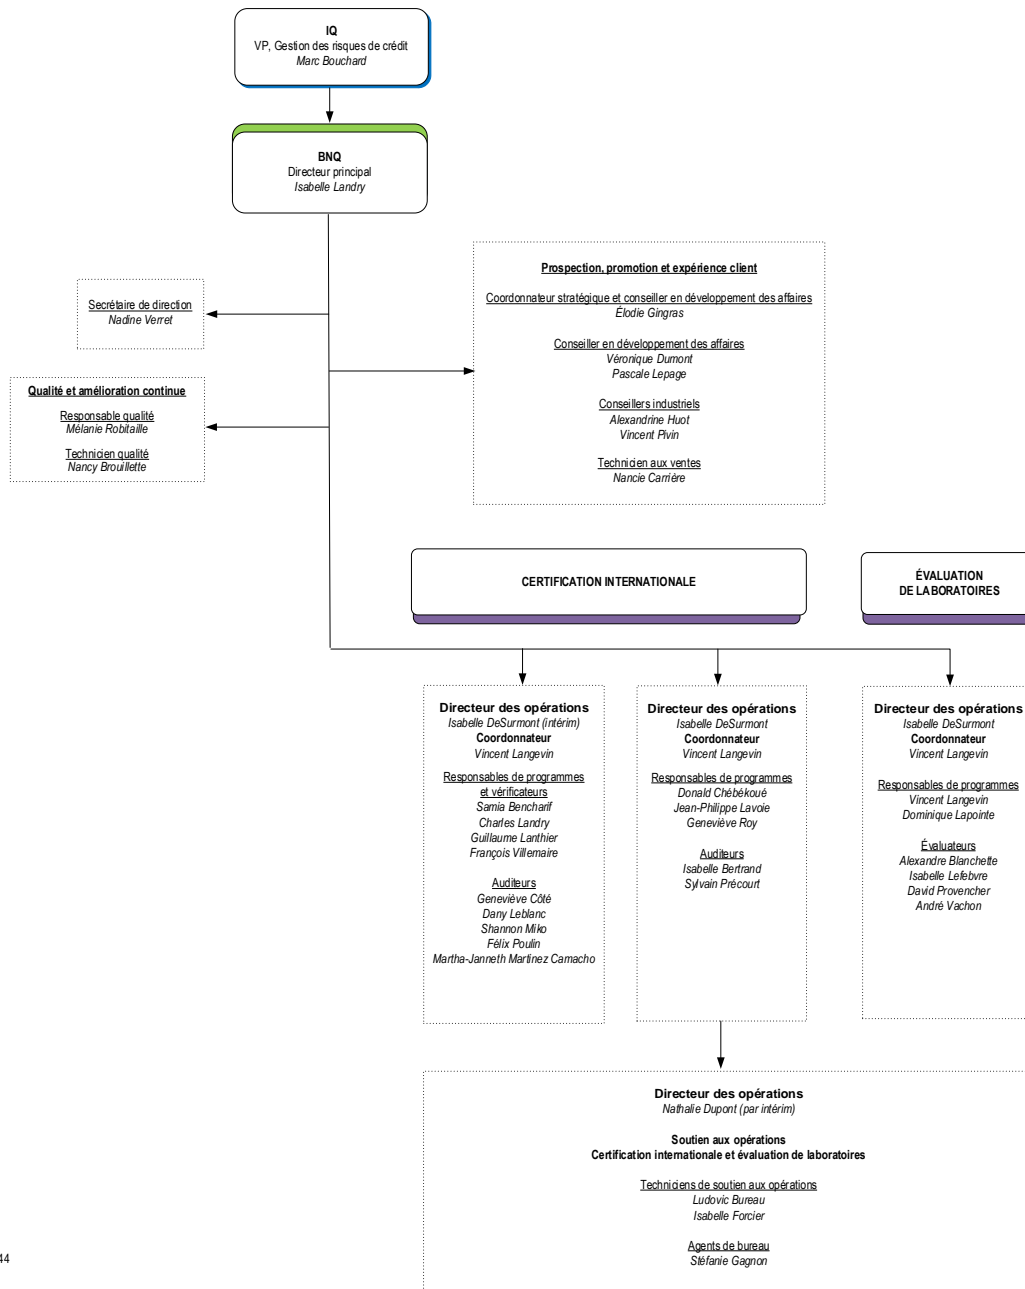 IQ
VP, Gestion des risques de crédit
Marc Bouchard
BNQ
Directeur principal
Isabelle Landry
Secrétaire de direction
Nadine Verret
Qualité et amélioration continue
Responsable qualité
Mélanie Robitaille
Technicien qualité
Nancy Brouillette
Prospection, promotion et expérience client
Coordonnateur stratégique et conseiller en développement des affaires
Élodie Gingras
Conseiller en développement des affaires
Véronique Dumont
Pascale Lepage
Conseillers industriels
Alexandrine Huot
Vincent Pivin
Technicien aux ventes
Nancie Carrière
CERTIFICATION INTERNATIONALE
ÉVALUATION
DE LABORATOIRES
Directeur des opérations
Isabelle DeSurmont (intérim)
Coordonnateur
Vincent Langevin
Responsables de programmes
et vérificateurs
Samia Bencharif
Charles Landry
Guillaume Lanthier
François Villemaire
Auditeurs
Geneviève Côté
Dany Leblanc
Shannon Miko
Félix Poulin
Martha-Janneth Martinez Camacho
Directeur des opérations
Isabelle DeSurmont
Coordonnateur
Vincent Langevin
Responsables de programmes
Donald Chébékoué
Jean-Philippe Lavoie
Geneviève Roy
Auditeurs
Isabelle Bertrand
Sylvain Précourt
Directeur des opérations
Isabelle DeSurmont
Coordonnateur
Vincent Langevin
Responsables de programmes
Vincent Langevin
Dominique Lapointe
Évaluateurs
Alexandre Blanchette
Isabelle Lefebvre
David Provencher
André Vachon
Directeur des opérations
Nathalie Dupont (par intérim)
Soutien aux opérations
Certification internationale et évaluation de laboratoires
Techniciens de soutien aux opérations
Ludovic Bureau
Isabelle Forcier
Agents de bureau
Stéfanie Gagnon
44